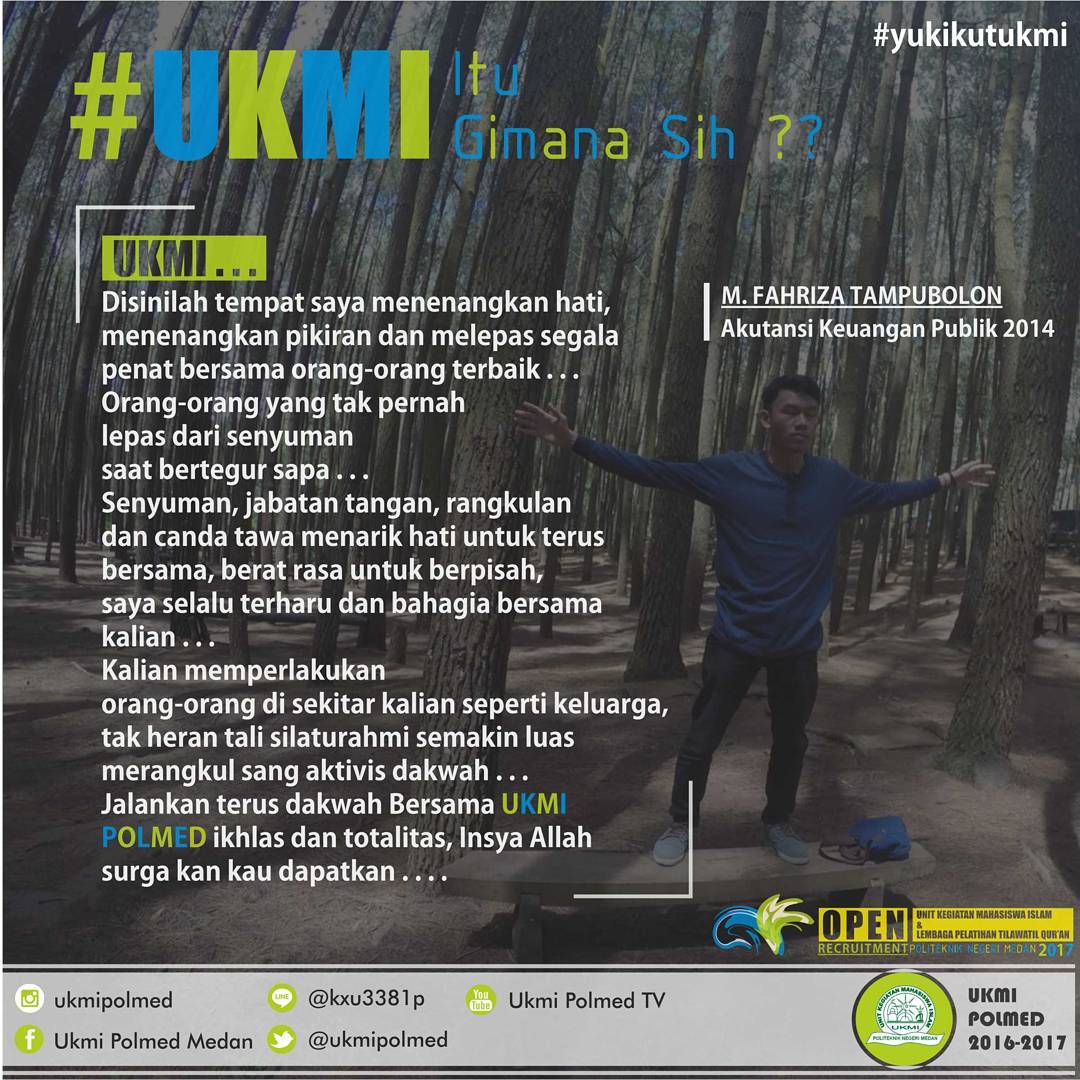 #yukikutukmi
#UKMI Itu
Gimana Sih ??
UKMI . . .
Disinilah tempat saya menenangkan hati,
menenangkan pikiran dan melepas segala
penat bersama orang-orang terbaik . . .
Orang-orang yang tak pernah
lepas dari senyuman
saat bertegur sapa . . .
Senyuman, jabatan tangan, rangkulan
dan canda tawa menarik hati untuk terus
bersama, berat rasa untuk berpisah,
saya selalu terharu dan bahagia bersama
kalian . . .
Kalian memperlakukan
orang-orang di sekitar kalian seperti keluarga,
tak heran tali silaturahmi semakin luas
merangkul sang aktivis dakwah . . .
Jalankan terus dakwah Bersama UKMI
POLMED ikhlas dan totalitas, Insya Allah
surga kan kau dapatkan . . . .
M. FAHRIZA TAMPUBOLON
Akutansi Keuangan Publik 2014
OPEN
RECRUITMENT
UNIT KEGIATAN MAHASISWA ISLAM
&
LEMBAGA PELATIHAN TILAWATIL QUR'AN
POLITEKNIK NEGERI MEDAN 2017
ukmipolmed
LINE
@kxu3381p
You
Tube
Ukmi Polmed TV
Ukmi Polmed Medan
@ukmipolmed
UNIT KEGIATAN MAHASISWA ISLAM
UKMI
POLITEKNIK NEGERI MEDAN
UKMI
POLMED
2016-2017